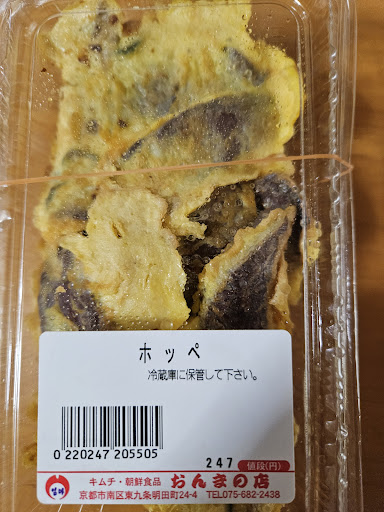 ホッペ
冷蔵庫に保管して下さい。
0 220247 205505
247 値段(円)
キムチ・朝鮮食品 おんまの店
京都市南区東九条明田町24-4 TEL075-682-2438